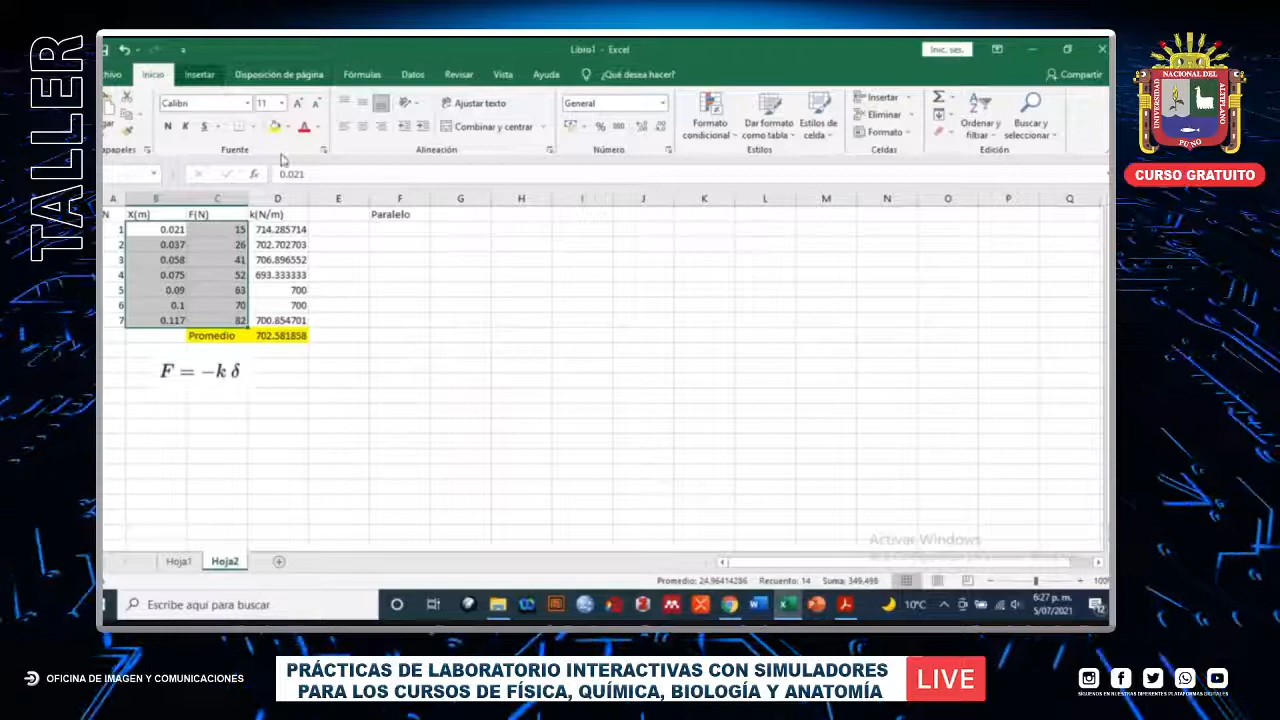 TALLER
Libro1 - Excel
Inic. ses.
Inicio
Insertar
Disposición de página
Fórmulas
Datos
Revisar
Vista
Ayuda
¿Qué desea hacer?
Compartir
Calibri
11
Ajustar texto
General
Combinar y centrar
N K S
Formato condicional
Dar formato como tabla
Estilos de celda
Insertar
Eliminar
Formato
Ordenar y filtrar
Buscar y seleccionar
Fuente
Alineación
Número
Estilos
Celdas
Edición
fx 0.021
A B C D E F G H I J K L M N O P Q
N X(m) F(N) k(N/m) Paralelo
1 0.021 15 714.285714
2 0.037 26 702.702703
3 0.058 41 706.896552
4 0.075 52 693.333333
5 0.09 63 700
6 0.1 70 700
7 0.117 82 700.854701
Promedio 702.581858
F = −k δ
Activar Windows
Hoja1 Hoja2
Promedio: 24.96414286 Recuento: 14 Suma: 349.498
Escribe aquí para buscar
10°C
6:27 p. m.
5/07/2021
UNIVERSIDAD NACIONAL DEL ALTIPLANO
PUNO
CURSO GRATUITO
OFICINA DE IMAGEN Y COMUNICACIONES
PRÁCTICAS DE LABORATORIO INTERACTIVAS CON SIMULADORES
PARA LOS CURSOS DE FÍSICA, QUÍMICA, BIOLOGÍA Y ANATOMÍA
LIVE
SIGUENOS EN NUESTRAS DIFERENTES PLATAFORMAS DIGITALES